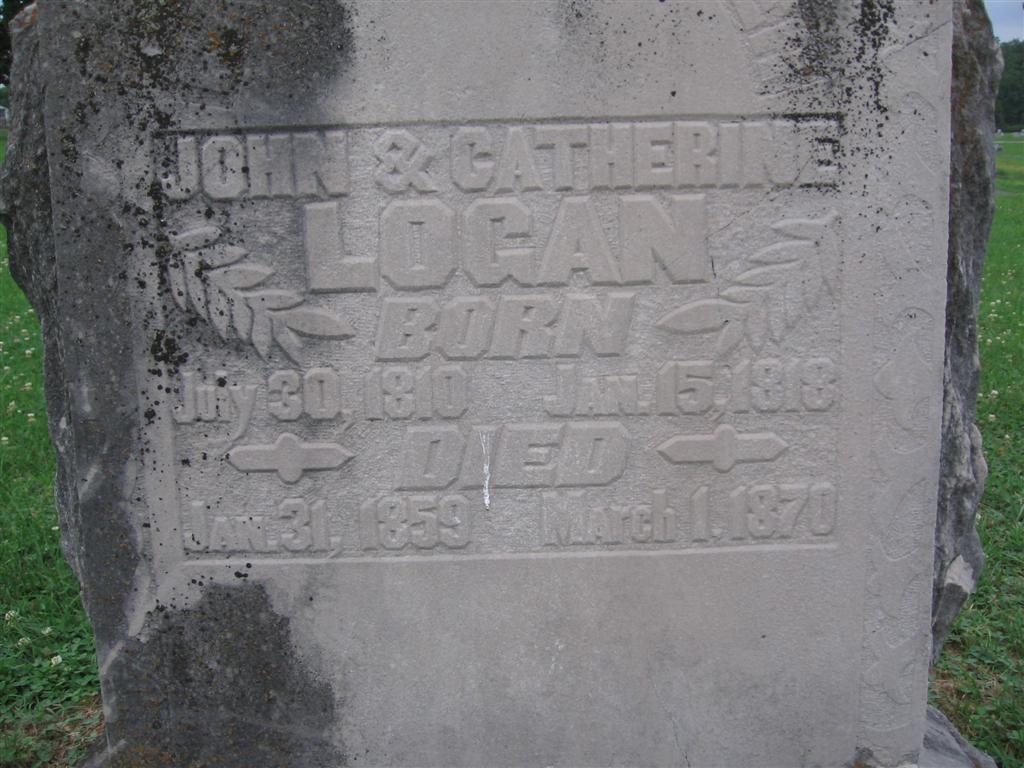 JOHN & CATHERINE
LOGAN
BORN
July 30, 1810 JAN. 15, 1818
DIED
JAN. 31, 1859 March 1, 1870